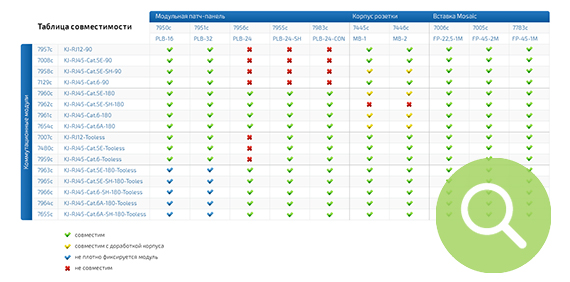 Таблица совместимости
Модульная патч-панель Корпус розетки Вставка Mosaic
7950c 7951c 7956c 7955c 7983c 7445c 7446c 7006c 7005c 7783c
PLB-16 PLB-32 PLB-24 PLB-24-SH PLB-24-CON MB-1 MB-2 FP-22,5-1M FP-45-2M FP-45-1M
Коммутационные модули
7957c KJ-RJ12-90
7008c KJ-RJ45-Cat.5E-90
7958c KJ-RJ45-Cat.5E-SH-90
7129c KJ-RJ45-Cat.6-90
7960c KJ-RJ45-Cat.5E-180
7962c KJ-RJ45-Cat.5E-SH-180
7961c KJ-RJ45-Cat.6-180
7654c KJ-RJ45-Cat.6A-180
7007c KJ-RJ12-Tooless
7480c KJ-RJ45-Cat.5E-Tooless
7959c KJ-RJ45-Cat.6-Tooless
7963c KJ-RJ45-Cat.5E-180-Tooless
7965c KJ-RJ45-Cat.5E-SH-180-Tooless
7966c KJ-RJ45-Cat.6-SH-180-Tooless
7964c KJ-RJ45-Cat.6A-180-Tooless
7655c KJ-RJ45-Cat.6A-SH-180-Tooless
совместим
совместим с доработкой корпуса
не плотно фиксируется модуль
не совместим